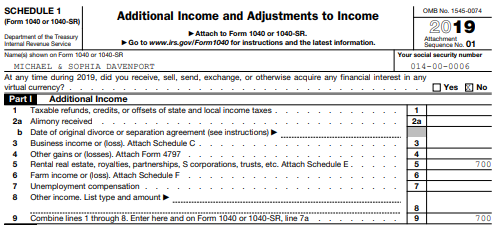 SCHEDULE 1
(Form 1040 or 1040-SR)
Department of the Treasury
Internal Revenue Service
Additional Income and Adjustments to Income
▶ Attach to Form 1040 or 1040-SR.
▶ Go to www.irs.gov/Form1040 for instructions and the latest information.
OMB No. 1545-0074
2019
Attachment
Sequence No. 01
Name(s) shown on Form 1040 or 1040-SR
Your social security number
MICHAEL & SOPHIA DAVENPORT
014-00-0006
At any time during 2019, did you receive, sell, send, exchange, or otherwise acquire any financial interest in any
virtual currency? Yes X No
Part I Additional Income
1 Taxable refunds, credits, or offsets of state and local income taxes 1
2a Alimony received 2a
b Date of original divorce or separation agreement (see instructions) ▶
3 Business income or (loss). Attach Schedule C 3
4 Other gains or (losses). Attach Form 4797 4
5 Rental real estate, royalties, partnerships, S corporations, trusts, etc. Attach Schedule E 5 700
6 Farm income or (loss). Attach Schedule F 6
7 Unemployment compensation 7
8 Other income. List type and amount ▶
8
9 Combine lines 1 through 8. Enter here and on Form 1040 or 1040-SR, line 7a 9 700